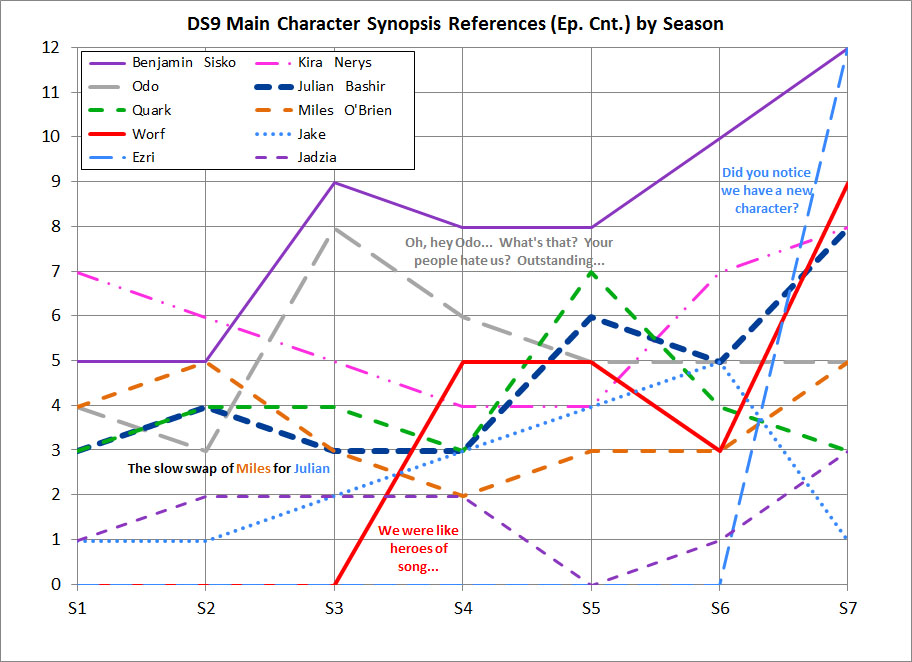 DS9 Main Character Synopsis References (Ep. Cnt.) by Season
12
11
10
9
8
7
6
5
4
3
2
1
0
Benjamin Sisko
Kira Nerys
Odo
Julian Bashir
Quark
Miles O'Brien
Worf
Jake
Ezri
Jadzia
Did you notice
we have a new
character?
Oh, hey Odo... What's that? Your
people hate us? Outstanding...
The slow swap of Miles for Julian
We were like
heroes of
song...
S1 S2 S3 S4 S5 S6 S7